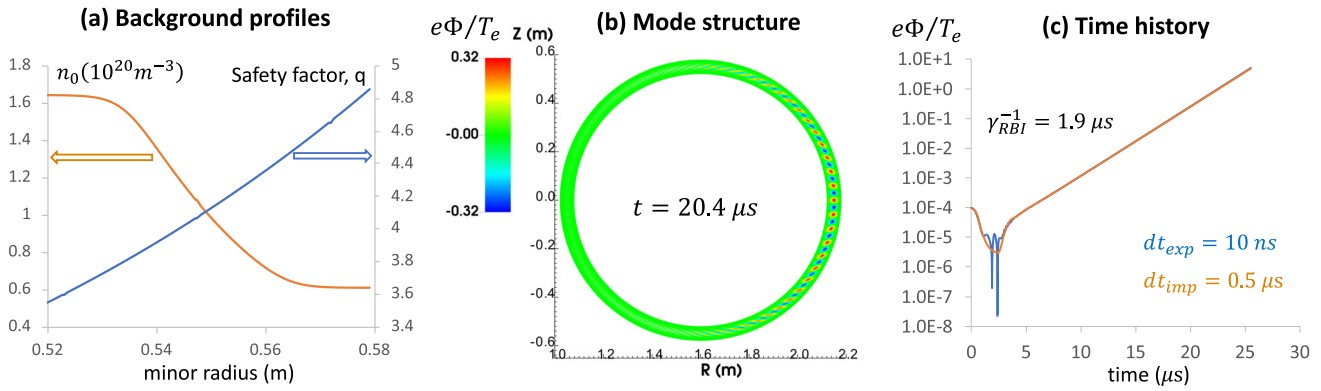 (a) Background profiles
n₀(10²⁰m⁻³)
Safety factor, q
1.8
1.6
1.4
1.2
1
0.8
0.6
0.4
5
4.8
4.6
4.4
4.2
4
3.8
3.6
3.4
0.52
0.54
0.56
0.58
minor radius (m)
eΦ/Tₑ
0.32
-0.00
-0.32
(b) Mode structure
Z (m)
0.6
0.4
0.2
0.0
-0.2
-0.4
-0.6
t = 20.4 μs
1.0
1.2
1.4
1.6
1.8
2.0
2.2
R (m)
eΦ/Tₑ
(c) Time history
1.0E+2
1.0E+1
1.0E+0
1.0E-1
1.0E-2
1.0E-3
1.0E-4
1.0E-5
1.0E-6
1.0E-7
1.0E-8
γ_RBI⁻¹ = 1.9 μs
dt_exp = 10 ns
dt_imp = 0.5 μs
0
5
10
15
20
25
30
time (μs)